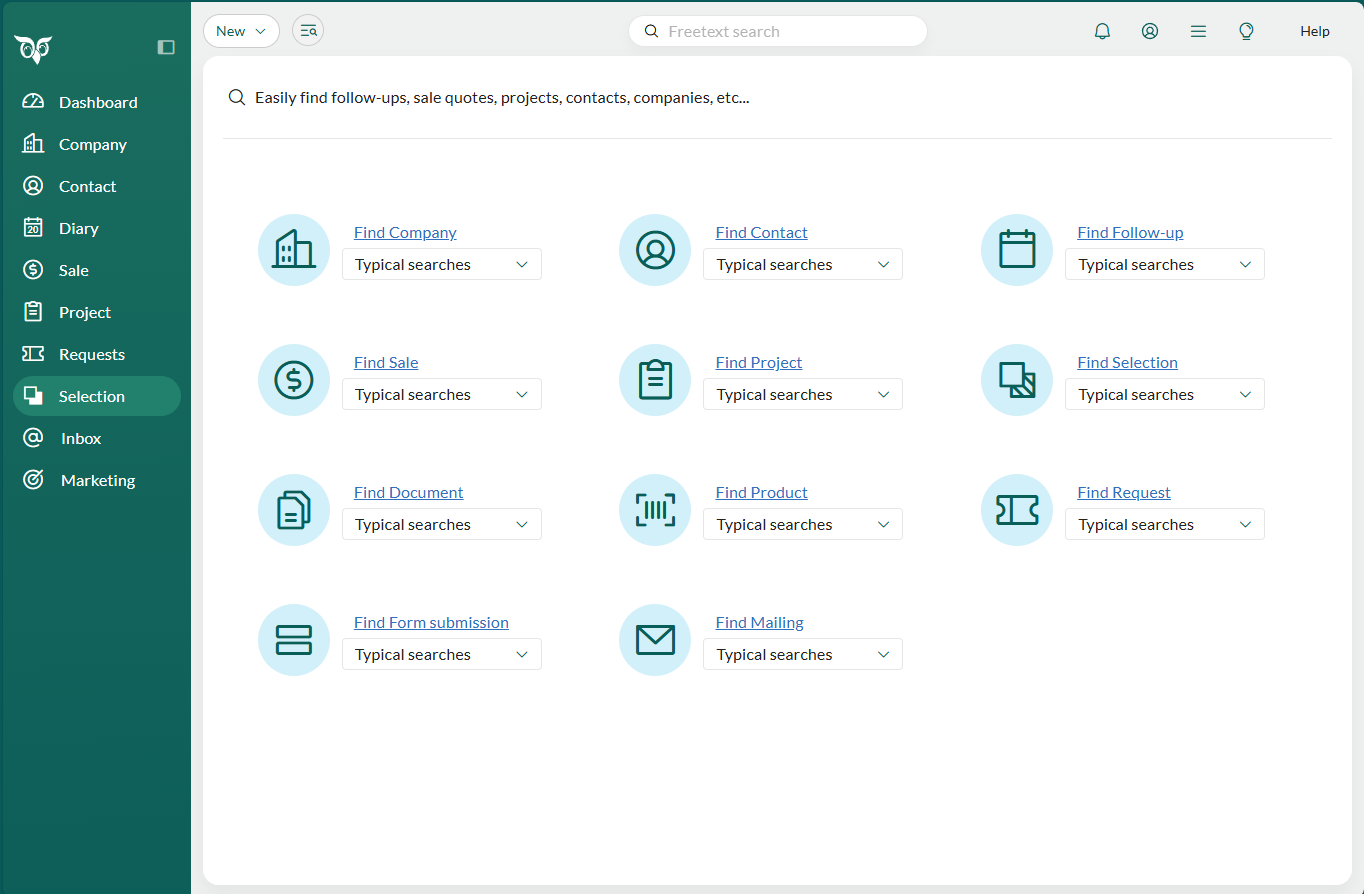 New
Freetext search
Help
Dashboard
Company
Contact
20
Diary
Sale
Project
Requests
Selection
Inbox
Marketing
Easily find follow-ups, sale quotes, projects, contacts, companies, etc...
Find Company
Typical searches
Find Contact
Typical searches
Find Follow-up
Typical searches
Find Sale
Typical searches
Find Project
Typical searches
Find Selection
Typical searches
Find Document
Typical searches
Find Product
Typical searches
Find Request
Typical searches
Find Form submission
Typical searches
Find Mailing
Typical searches